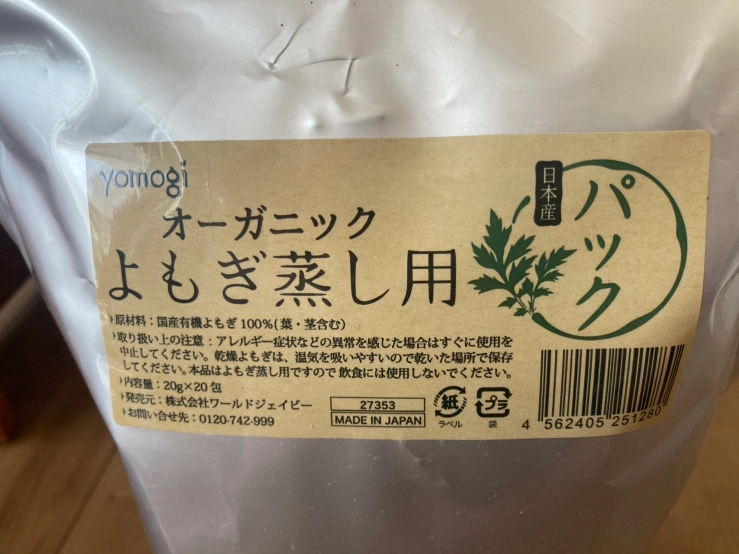 yomogi
オーガニック
よもぎ蒸し用
日本産
パック
原材料：国産有機よもぎ100%(葉・茎含む)
取り扱い上の注意：アレルギー症状などの異常を感じた場合はすぐに使用を
中止してください。乾燥よもぎは、湿気を吸いやすいので乾いた場所で保存
してください。本品はよもぎ蒸し用ですので飲食には使用しないでください。
内容量：20g×20包
発売元：株式会社ワールドジェイビー
お問い合せ先：0120-742-999
27353
MADE IN JAPAN
紙
ラベル
プラ
袋
4 562405 251280